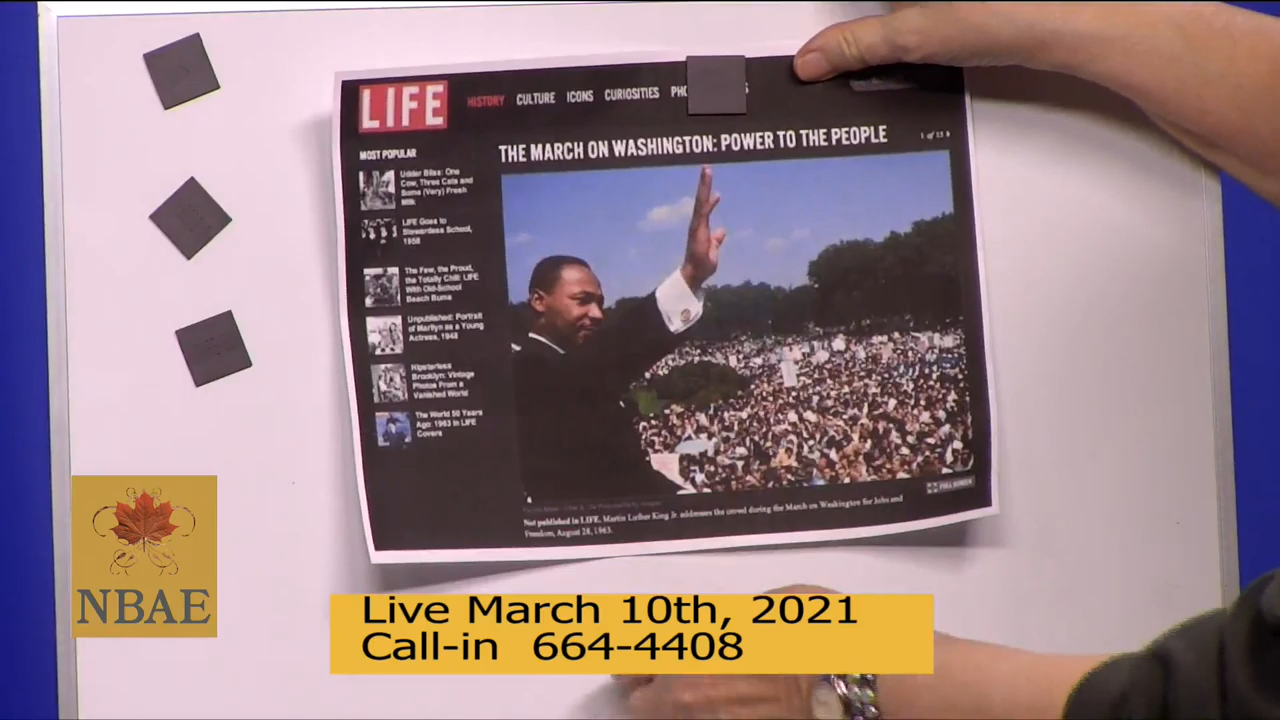 LIFE
HISTORY CULTURE ICONS CURIOSITIES PHO S
THE MARCH ON WASHINGTON: POWER TO THE PEOPLE
1 of 13
MOST POPULAR
Udder Bliss: One
Cow, Three Cats and
Some (Very) Fresh
Milk
LIFE Goes to
Stewardess School,
1958
The Few, the Proud,
the Totally Chill: LIFE
With Old-School
Beach Bums
Unpublished: Portrait
of Marilyn as a Young
Actress, 1948
Hipsterless
Brooklyn: Vintage
Photos From a
Vanished World
The World 50 Years
Ago: 1963 in LIFE
Covers
FULL SCREEN
Not published in LIFE. Martin Luther King Jr. addresses the crowd during the March on Washington for Jobs and
Freedom, August 28, 1963.
NBAE
Live March 10th, 2021
Call-in 664-4408